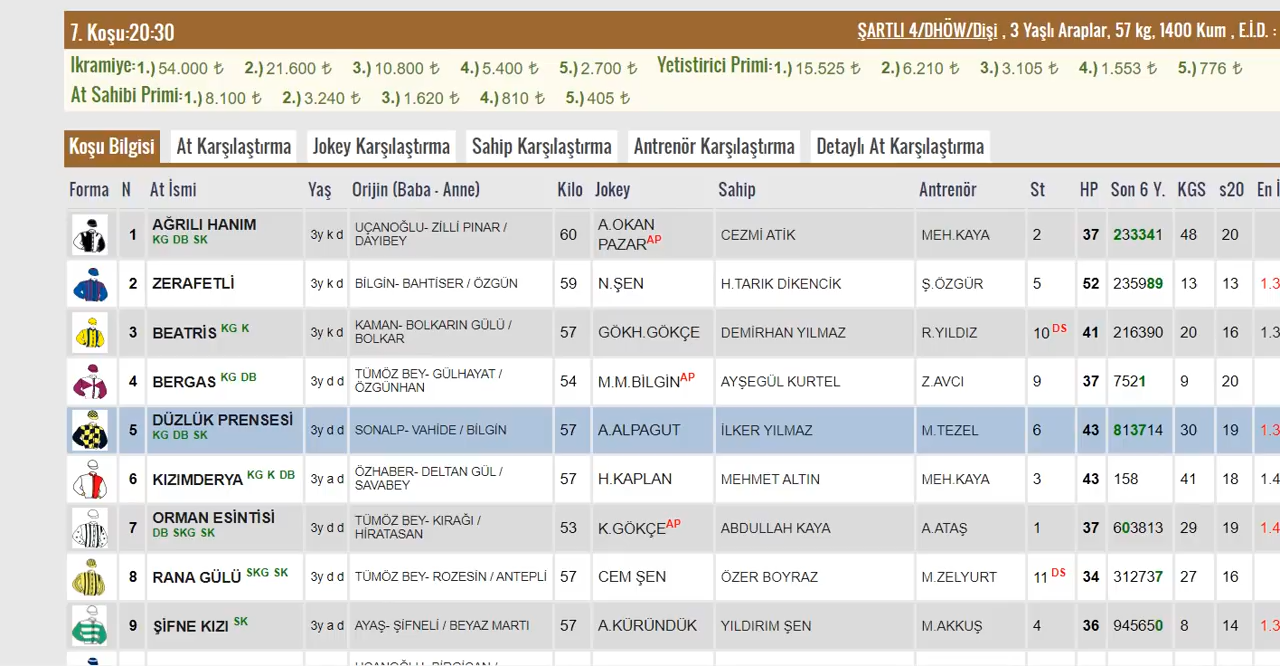 7. Koşu:20:30 ŞARTLI 4/DHÖW/Dişi , 3 Yaşlı Araplar, 57 kg, 1400 Kum , E.İ.D. :
İkramiye:1.)54.000 ₺ 2.)21.600 ₺ 3.)10.800 ₺ 4.)5.400 ₺ 5.)2.700 ₺ Yetistirici Primi:1.)15.525 ₺ 2.)6.210 ₺ 3.)3.105 ₺ 4.)1.553 ₺ 5.)776 ₺
At Sahibi Primi:1.)8.100 ₺ 2.)3.240 ₺ 3.)1.620 ₺ 4.)810 ₺ 5.)405 ₺
Koşu Bilgisi At Karşılaştırma Jokey Karşılaştırma Sahip Karşılaştırma Antrenör Karşılaştırma Detaylı At Karşılaştırma
Forma N At İsmi Yaş Orijin (Baba - Anne) Kilo Jokey Sahip Antrenör St HP Son 6 Y. KGS s20 En İ
1 AĞRILI HANIM KG DB SK 3y k d UÇANOĞLU- ZİLLİ PINAR / DAYIBEY 60 A.OKAN PAZAR AP CEZMİ ATİK MEH.KAYA 2 37 233341 48 20
2 ZERAFETLİ 3y k d BİLGİN- BAHTİSER / ÖZGÜN 59 N.ŞEN H.TARIK DİKENCİK Ş.ÖZGÜR 5 52 235989 13 13 1.3
3 BEATRİS KG K 3y k d KAMAN- BOLKARIN GÜLÜ / BOLKAR 57 GÖKH.GÖKÇE DEMİRHAN YILMAZ R.YILDIZ 10 DS 41 216390 20 16 1.3
4 BERGAS KG DB 3y d d TÜMÖZ BEY- GÜLHAYAT / ÖZGÜNHAN 54 M.M.BİLGİN AP AYŞEGÜL KURTEL Z.AVCI 9 37 7521 9 20
5 DÜZLÜK PRENSESİ KG DB SK 3y d d SONALP- VAHİDE / BİLGİN 57 A.ALPAGUT İLKER YILMAZ M.TEZEL 6 43 813714 30 19 1.3
6 KIZIMDERYA KG K DB 3y a d ÖZHABER- DELTAN GÜL / SAVABEY 57 H.KAPLAN MEHMET ALTIN MEH.KAYA 3 43 158 41 18 1.4
7 ORMAN ESİNTİSİ DB SKG SK 3y d d TÜMÖZ BEY- KIRAĞI / HİRATASAN 53 K.GÖKÇE AP ABDULLAH KAYA A.ATAŞ 1 37 603813 29 19 1.4
8 RANA GÜLÜ SKG SK 3y d d TÜMÖZ BEY- ROZESİN / ANTEPLİ 57 CEM ŞEN ÖZER BOYRAZ M.ZELYURT 11 DS 34 312737 27 16
9 ŞİFNE KIZI SK 3y a d AYAŞ- ŞİFNELİ / BEYAZ MARTI 57 A.KÜRÜNDÜK YILDIRIM ŞEN M.AKKUŞ 4 36 945650 8 14 1.3